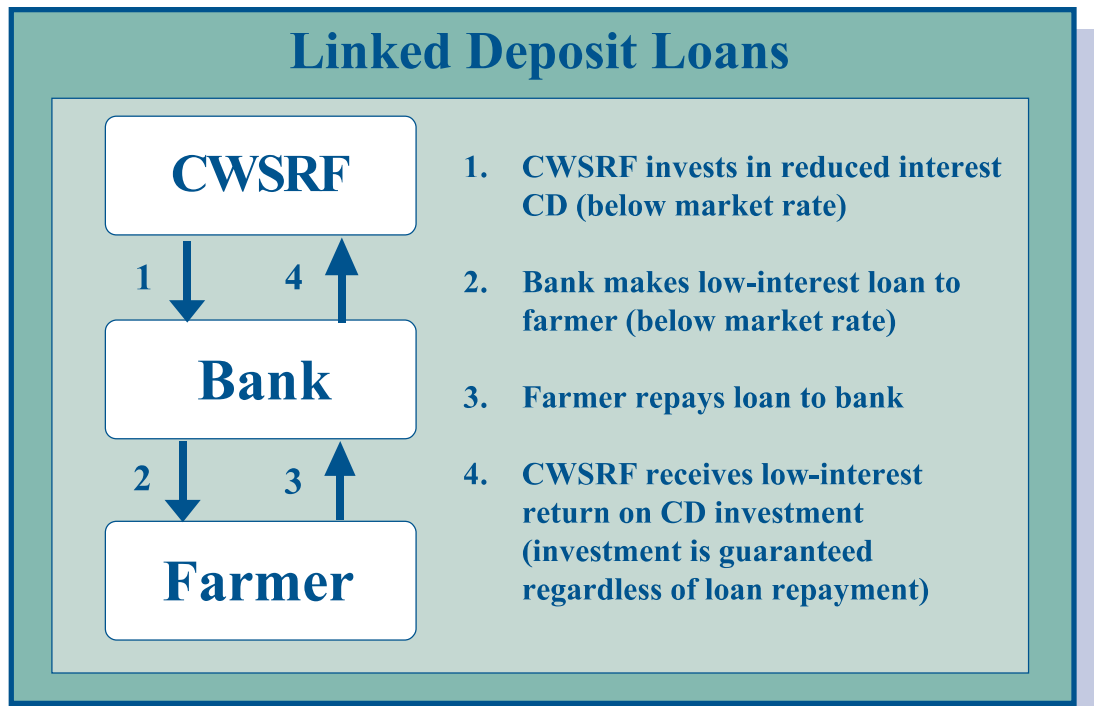 Linked Deposit Loans
CWSRF
1
4
Bank
2
3
Farmer
1. CWSRF invests in reduced interest
CD (below market rate)
2. Bank makes low-interest loan to
farmer (below market rate)
3. Farmer repays loan to bank
4. CWSRF receives low-interest
return on CD investment
(investment is guaranteed
regardless of loan repayment)